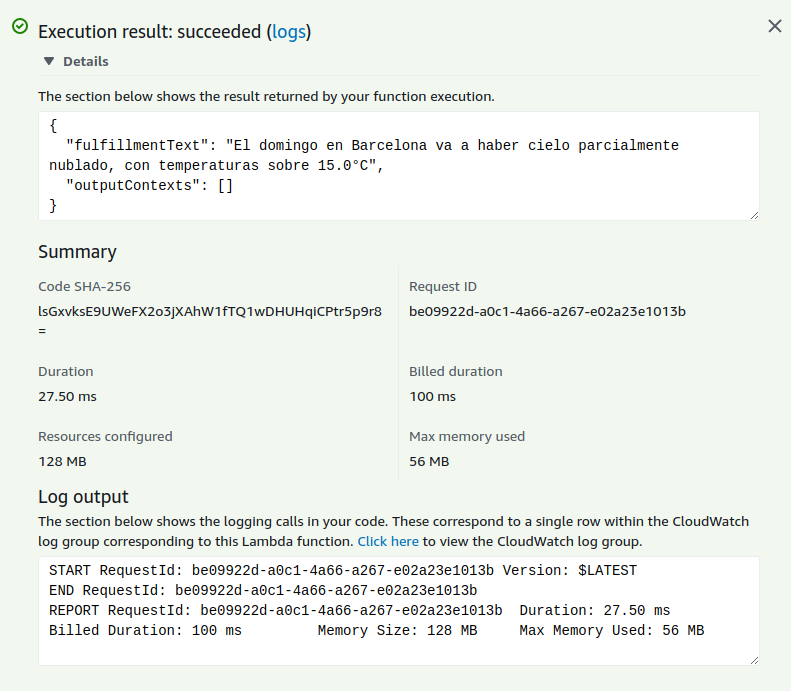 Execution result: succeeded (logs)
Details
The section below shows the result returned by your function execution.
{
  "fulfillmentText": "El domingo en Barcelona va a haber cielo parcialmente
nublado, con temperaturas sobre 15.0°C",
  "outputContexts": []
}
Summary
Code SHA-256
lsGxvksE9UWeFX2o3jXAhW1fTQ1wDHUHqiCPtr5p9r8
=
Request ID
be09922d-a0c1-4a66-a267-e02a23e1013b
Duration
27.50 ms
Billed duration
100 ms
Resources configured
128 MB
Max memory used
56 MB
Log output
The section below shows the logging calls in your code. These correspond to a single row within the CloudWatch
log group corresponding to this Lambda function. Click here to view the CloudWatch log group.
START RequestId: be09922d-a0c1-4a66-a267-e02a23e1013b Version: $LATEST
END RequestId: be09922d-a0c1-4a66-a267-e02a23e1013b
REPORT RequestId: be09922d-a0c1-4a66-a267-e02a23e1013b  Duration: 27.50 ms
Billed Duration: 100 ms         Memory Size: 128 MB     Max Memory Used: 56 MB